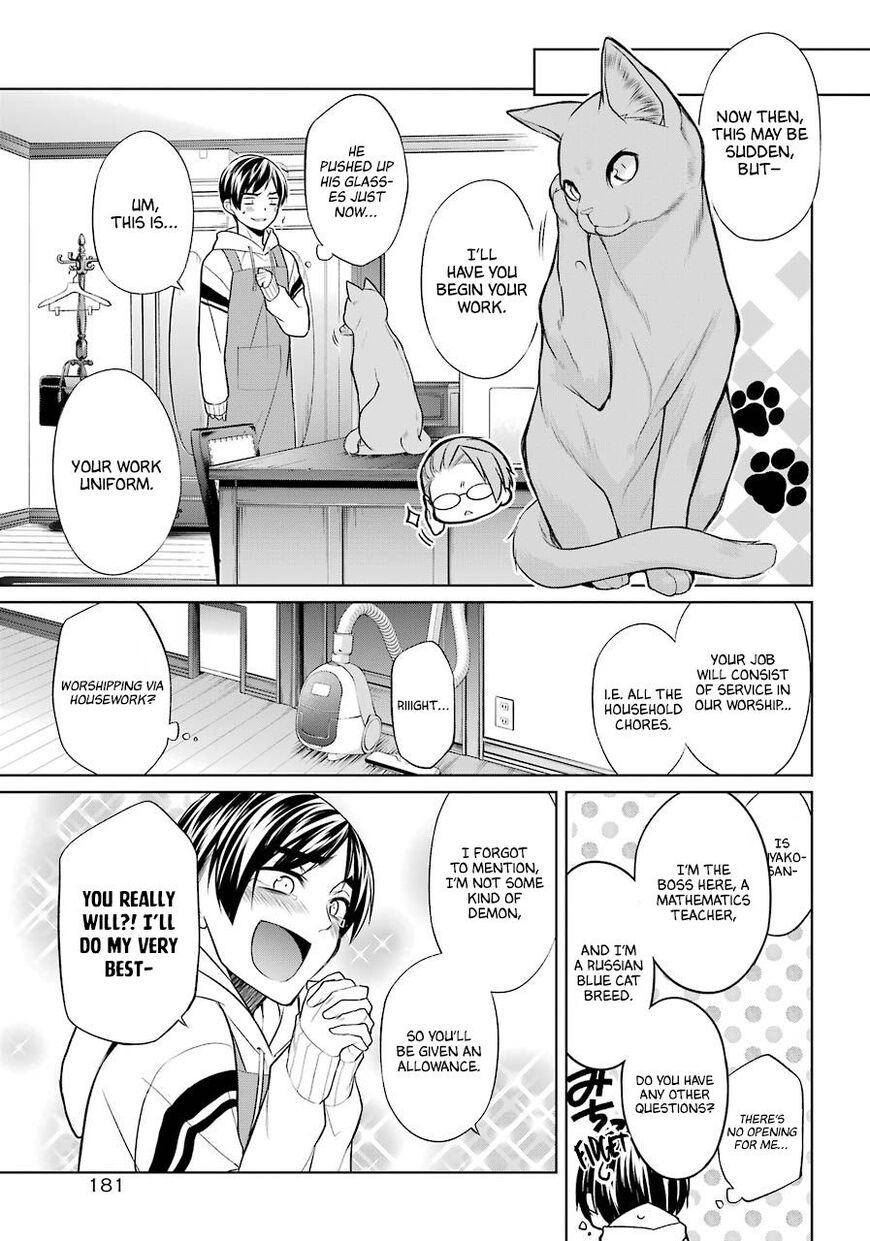 NOW THEN,
THIS MAY BE
SUDDEN,
BUT–
I'LL
HAVE YOU
BEGIN YOUR
WORK.
HE
PUSHED UP
HIS GLASS-
ES JUST
NOW...
UM,
THIS IS...
YOUR WORK
UNIFORM.
YOUR JOB
WILL CONSIST
OF SERVICE IN
OUR WORSHIP...
I.E. ALL THE
HOUSEHOLD
CHORES.
RIIIGHT...
WORSHIPPING VIA
HOUSEWORK?
IS
YAKO-
SAN–
I'M THE
BOSS HERE, A
MATHEMATICS
TEACHER,
AND I'M
A RUSSIAN
BLUE CAT
BREED.
DO YOU HAVE
ANY OTHER
QUESTIONS?
THERE'S
NO OPENING
FOR ME...
みちっ
FIDGET
I FORGOT
TO MENTION,
I'M NOT SOME
KIND OF
DEMON,
SO YOU'LL
BE GIVEN AN
ALLOWANCE.
YOU REALLY
WILL?! I'LL
DO MY VERY
BEST–
181